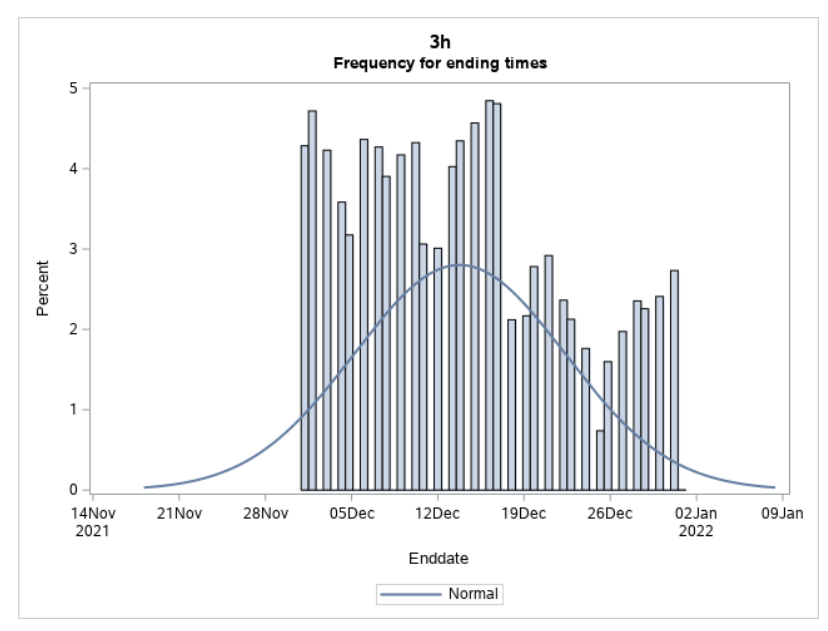 3h
Frequency for ending times
5
4
3
2
1
0
Percent
14Nov 21Nov 28Nov 05Dec 12Dec 19Dec 26Dec 02Jan 09Jan
2021 2022
Enddate
Normal